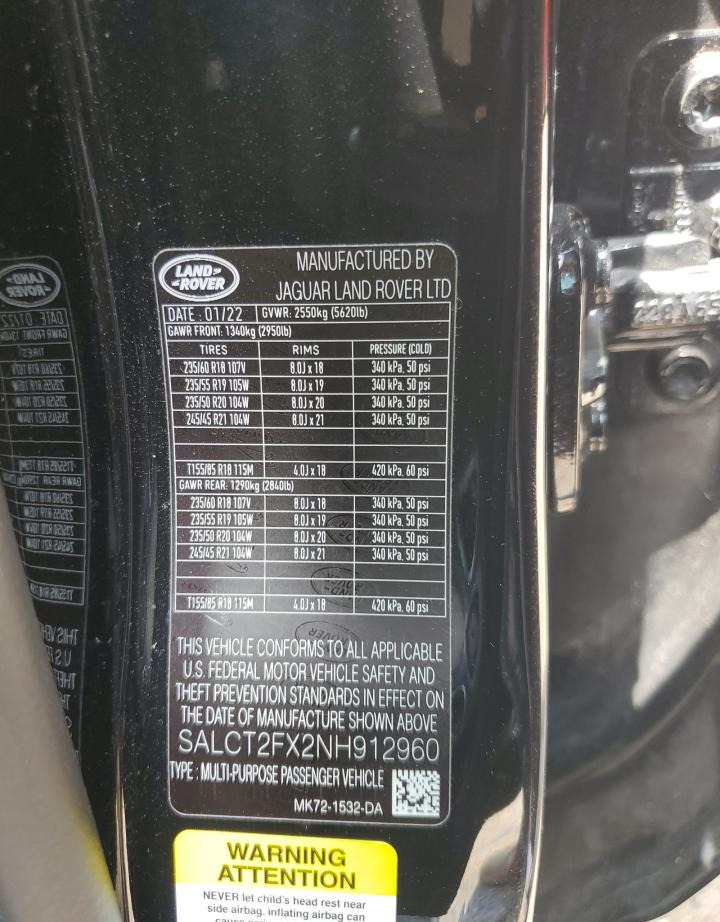 LAND-
ROVER
MANUFACTURED BY
JAGUAR LAND ROVER LTD
DATE : 01/22 GVWR: 2550kg (5620lb)
GAWR FRONT: 1340kg (2950lb)
TIRES RIMS PRESSURE (COLD)
235/60 R18 107V 8.0J x 18 340 kPa, 50 psi
235/55 R19 105W 8.0J x 19 340 kPa, 50 psi
235/50 R20 104W 8.0J x 20 340 kPa, 50 psi
245/45 R21 104W 8.0J x 21 340 kPa, 50 psi
T155/85 R18 115M 4.0J x 18 420 kPa, 60 psi
GAWR REAR: 1290kg (2840lb)
235/60 R18 107V 8.0J x 18 340 kPa, 50 psi
235/55 R19 105W 8.0J x 19 340 kPa, 50 psi
235/50 R20 104W 8.0J x 20 340 kPa, 50 psi
245/45 R21 104W 8.0J x 21 340 kPa, 50 psi
T155/85 R18 115M 4.0J x 18 420 kPa, 60 psi
THIS VEHICLE CONFORMS TO ALL APPLICABLE
U.S. FEDERAL MOTOR VEHICLE SAFETY AND
THEFT PREVENTION STANDARDS IN EFFECT ON
THE DATE OF MANUFACTURE SHOWN ABOVE
SALCT2FX2NH912960
TYPE : MULTI-PURPOSE PASSENGER VEHICLE
MK72-1532-DA
WARNING
ATTENTION
NEVER let child's head rest near
side airbag. inflating airbag can